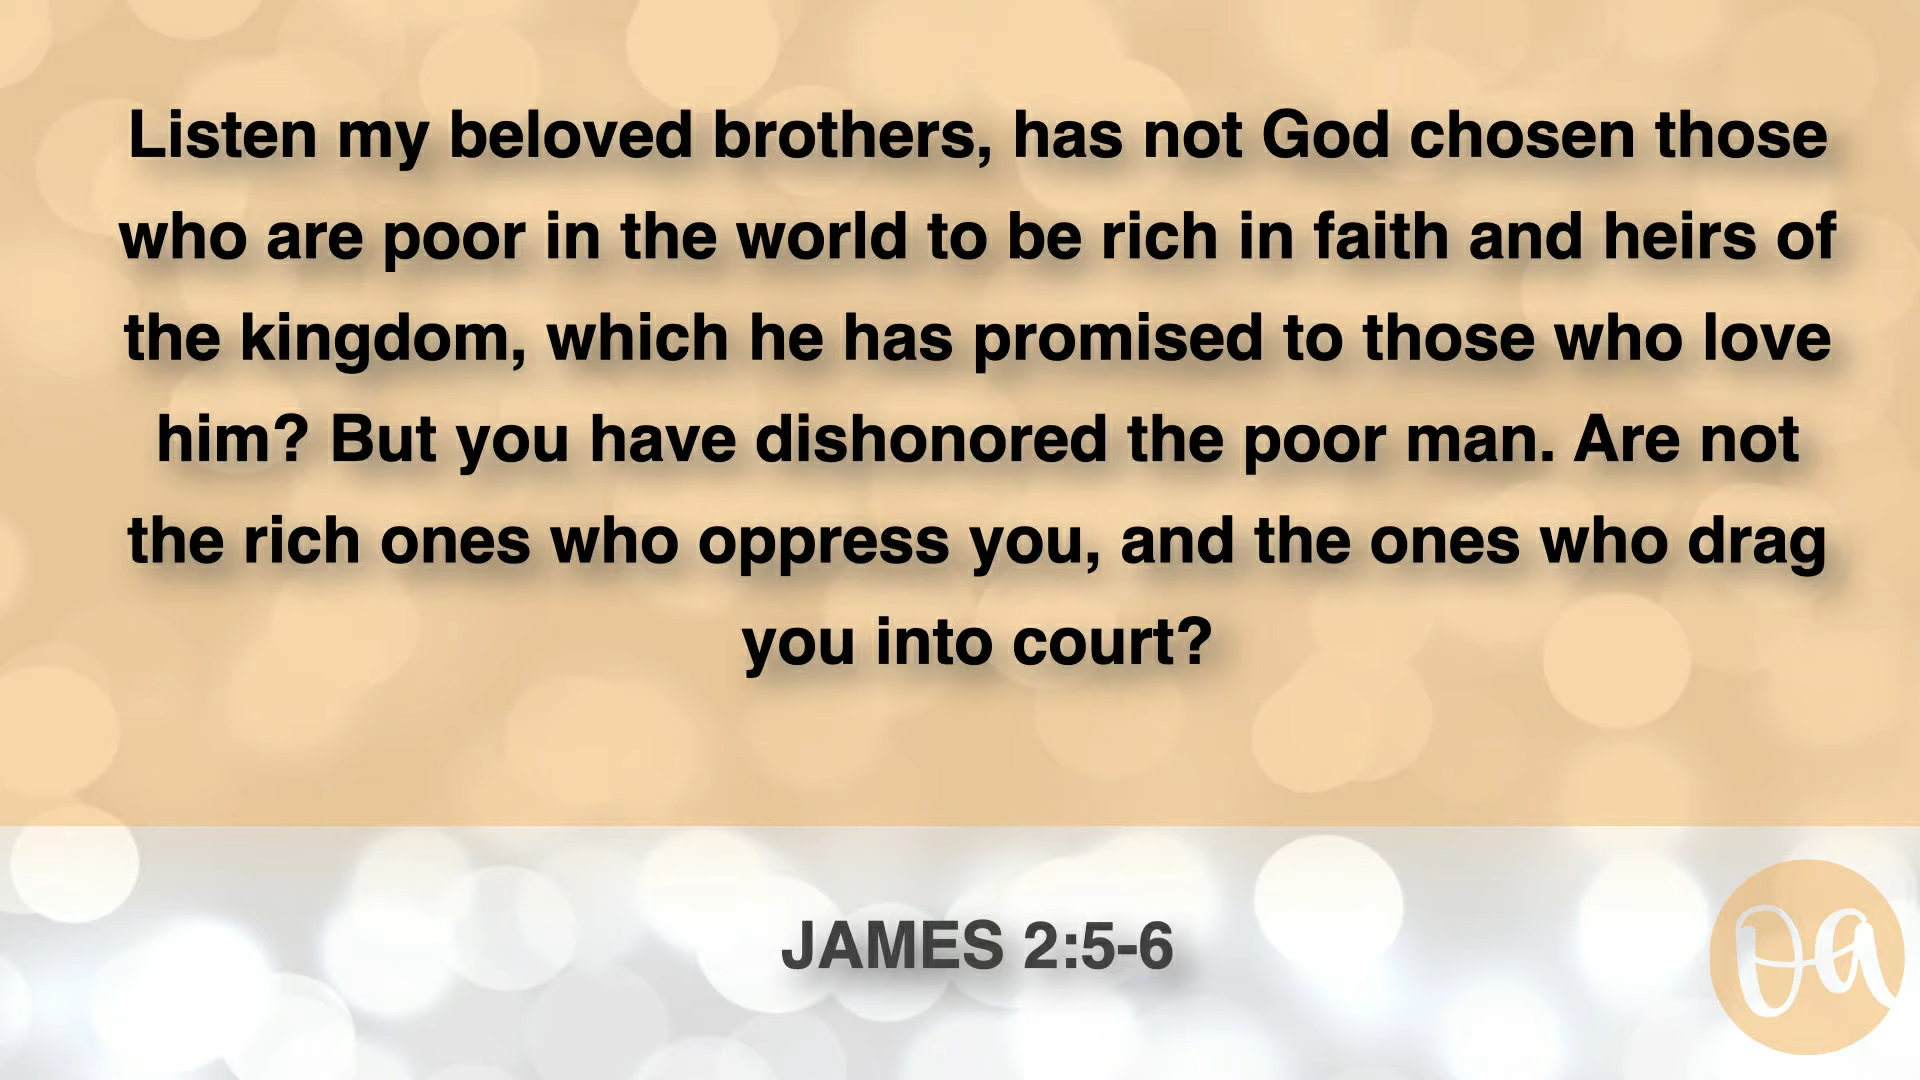 Listen my beloved brothers, has not God chosen those
who are poor in the world to be rich in faith and heirs of
the kingdom, which he has promised to those who love
him? But you have dishonored the poor man. Are not
the rich ones who oppress you, and the ones who drag
you into court?
JAMES 2:5-6